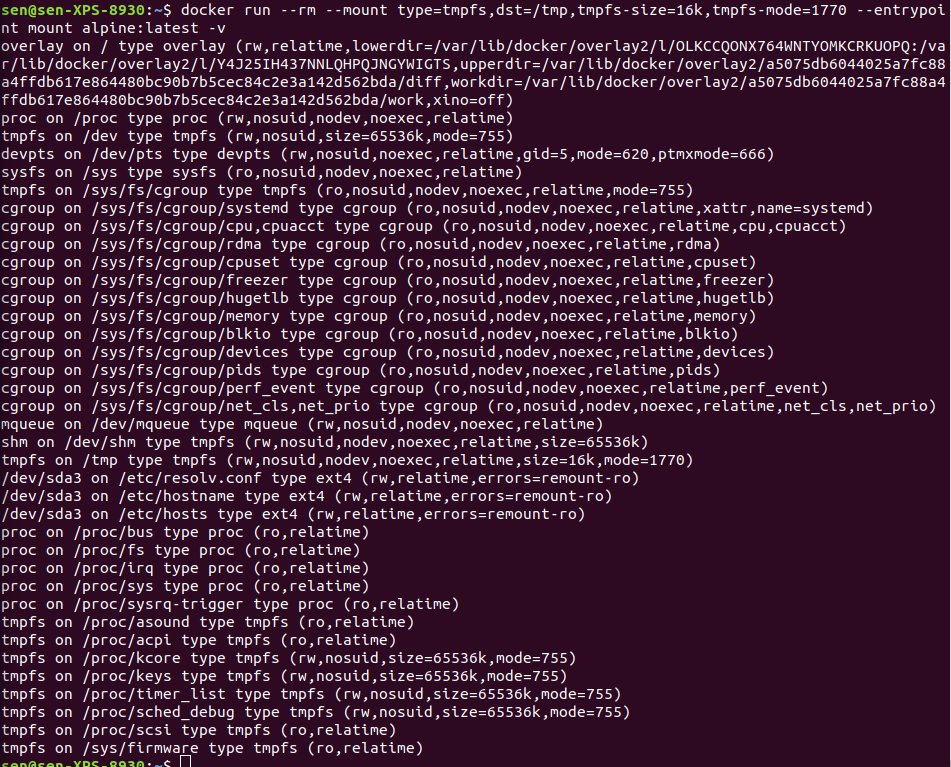 sen@sen-XPS-8930:~$ docker run --rm --mount type=tmpfs,dst=/tmp,tmpfs-size=16k,tmpfs-mode=1770 --entrypoi
nt mount alpine:latest -v
overlay on / type overlay (rw,relatime,lowerdir=/var/lib/docker/overlay2/l/OLKCCQONX764WNTYOMKCRKUOPQ:/va
r/lib/docker/overlay2/l/Y4J25IH437NNLQHPQJNGYWIGTS,upperdir=/var/lib/docker/overlay2/a5075db6044025a7fc88
a4ffdb617e864480bc90b7b5cec84c2e3a142d562bda/diff,workdir=/var/lib/docker/overlay2/a5075db6044025a7fc88a4
ffdb617e864480bc90b7b5cec84c2e3a142d562bda/work,xino=off)
proc on /proc type proc (rw,nosuid,nodev,noexec,relatime)
tmpfs on /dev type tmpfs (rw,nosuid,size=65536k,mode=755)
devpts on /dev/pts type devpts (rw,nosuid,noexec,relatime,gid=5,mode=620,ptmxmode=666)
sysfs on /sys type sysfs (ro,nosuid,nodev,noexec,relatime)
tmpfs on /sys/fs/cgroup type tmpfs (ro,nosuid,nodev,noexec,relatime,mode=755)
cgroup on /sys/fs/cgroup/systemd type cgroup (ro,nosuid,nodev,noexec,relatime,xattr,name=systemd)
cgroup on /sys/fs/cgroup/cpu,cpuacct type cgroup (ro,nosuid,nodev,noexec,relatime,cpu,cpuacct)
cgroup on /sys/fs/cgroup/rdma type cgroup (ro,nosuid,nodev,noexec,relatime,rdma)
cgroup on /sys/fs/cgroup/cpuset type cgroup (ro,nosuid,nodev,noexec,relatime,cpuset)
cgroup on /sys/fs/cgroup/freezer type cgroup (ro,nosuid,nodev,noexec,relatime,freezer)
cgroup on /sys/fs/cgroup/hugetlb type cgroup (ro,nosuid,nodev,noexec,relatime,hugetlb)
cgroup on /sys/fs/cgroup/memory type cgroup (ro,nosuid,nodev,noexec,relatime,memory)
cgroup on /sys/fs/cgroup/blkio type cgroup (ro,nosuid,nodev,noexec,relatime,blkio)
cgroup on /sys/fs/cgroup/devices type cgroup (ro,nosuid,nodev,noexec,relatime,devices)
cgroup on /sys/fs/cgroup/pids type cgroup (ro,nosuid,nodev,noexec,relatime,pids)
cgroup on /sys/fs/cgroup/perf_event type cgroup (ro,nosuid,nodev,noexec,relatime,perf_event)
cgroup on /sys/fs/cgroup/net_cls,net_prio type cgroup (ro,nosuid,nodev,noexec,relatime,net_cls,net_prio)
mqueue on /dev/mqueue type mqueue (rw,nosuid,nodev,noexec,relatime)
shm on /dev/shm type tmpfs (rw,nosuid,nodev,noexec,relatime,size=65536k)
tmpfs on /tmp type tmpfs (rw,nosuid,nodev,noexec,relatime,size=16k,mode=1770)
/dev/sda3 on /etc/resolv.conf type ext4 (rw,relatime,errors=remount-ro)
/dev/sda3 on /etc/hostname type ext4 (rw,relatime,errors=remount-ro)
/dev/sda3 on /etc/hosts type ext4 (rw,relatime,errors=remount-ro)
proc on /proc/bus type proc (ro,relatime)
proc on /proc/fs type proc (ro,relatime)
proc on /proc/irq type proc (ro,relatime)
proc on /proc/sys type proc (ro,relatime)
proc on /proc/sysrq-trigger type proc (ro,relatime)
tmpfs on /proc/asound type tmpfs (ro,relatime)
tmpfs on /proc/acpi type tmpfs (ro,relatime)
tmpfs on /proc/kcore type tmpfs (rw,nosuid,size=65536k,mode=755)
tmpfs on /proc/keys type tmpfs (rw,nosuid,size=65536k,mode=755)
tmpfs on /proc/timer_list type tmpfs (rw,nosuid,size=65536k,mode=755)
tmpfs on /proc/sched_debug type tmpfs (rw,nosuid,size=65536k,mode=755)
tmpfs on /proc/scsi type tmpfs (ro,relatime)
tmpfs on /sys/firmware type tmpfs (ro,relatime)
sen@sen-XPS-8930:~$